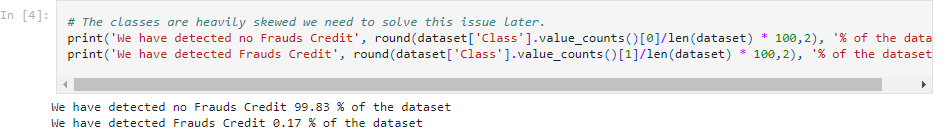 In [4]:
# The classes are heavily skewed we need to solve this issue later.
print('We have detected no Frauds Credit', round(dataset['Class'].value_counts()[0]/len(dataset) * 100,2), '% of the data
print('We have detected Frauds Credit', round(dataset['Class'].value_counts()[1]/len(dataset) * 100,2), '% of the dataset
We have detected no Frauds Credit 99.83 % of the dataset
We have detected Frauds Credit 0.17 % of the dataset